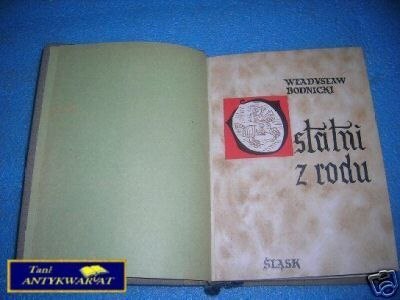 WŁADYSŁAW
BODNICKI
Ostatni
z rodu
ŚLĄSK
Tani
ANTYKWARIAT